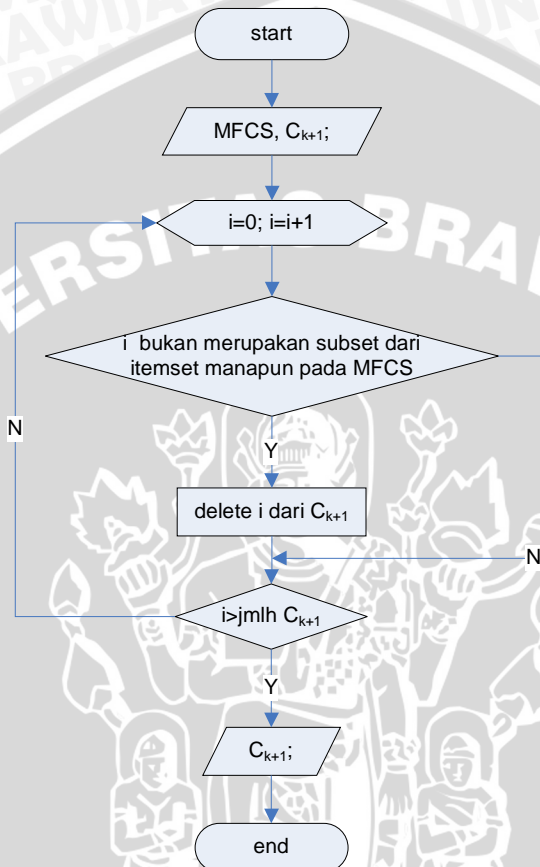 start
MFCS, Cₖ₊₁;
i=0; i=i+1
i bukan merupakan subset dari
itemset manapun pada MFCS
N
Y
delete i dari Cₖ₊₁
N
i>jmlh Cₖ₊₁
Y
Cₖ₊₁;
end